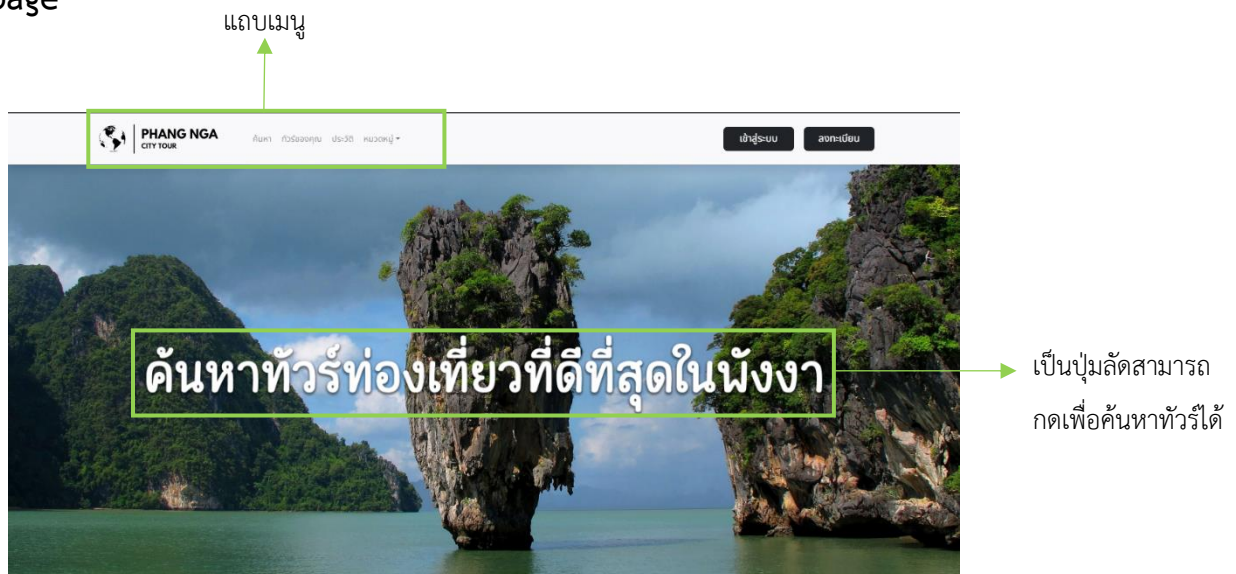 page
แถบเมนู
PHANG NGA
CITY TOUR
ค้นหา ทัวร์ของคุณ ประวัติ หมวดหมู่
เข้าสู่ระบบ ลงทะเบียน
ค้นหาทัวร์ท่องเที่ยวที่ดีที่สุดในพังงา
เป็นปุ่มลัดสามารถ
กดเพื่อค้นหาทัวร์ได้